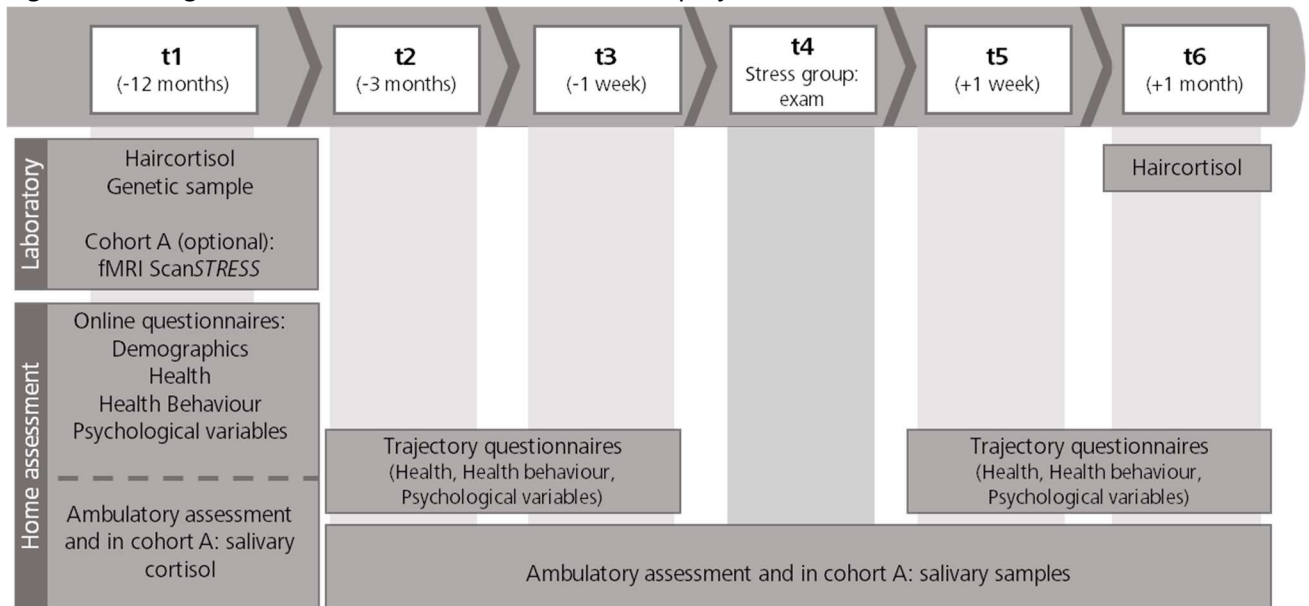 t1
(-12 months)
t2
(-3 months)
t3
(-1 week)
t4
Stress group:
exam
t5
(+1 week)
t6
(+1 month)
Laboratory
Haircortisol
Genetic sample
Cohort A (optional):
fMRI ScanSTRESS
Haircortisol
Home assessment
Online questionnaires:
Demographics
Health
Health Behaviour
Psychological variables
Ambulatory assessment
and in cohort A: salivary
cortisol
Trajectory questionnaires
(Health, Health behaviour,
Psychological variables)
Trajectory questionnaires
(Health, Health behaviour,
Psychological variables)
Ambulatory assessment and in cohort A: salivary samples